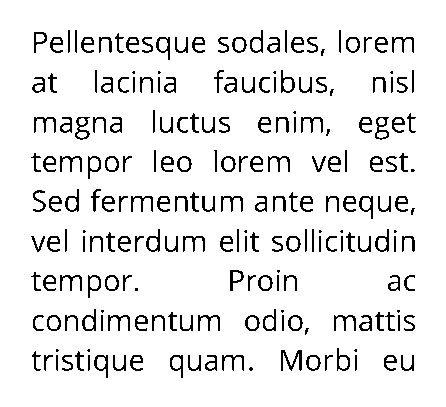 Pellentesque sodales, lorem
at lacinia faucibus, nisl
magna luctus enim, eget
tempor leo lorem vel est.
Sed fermentum ante neque,
vel interdum elit sollicitudin
tempor. Proin ac
condimentum odio, mattis
tristique quam. Morbi eu